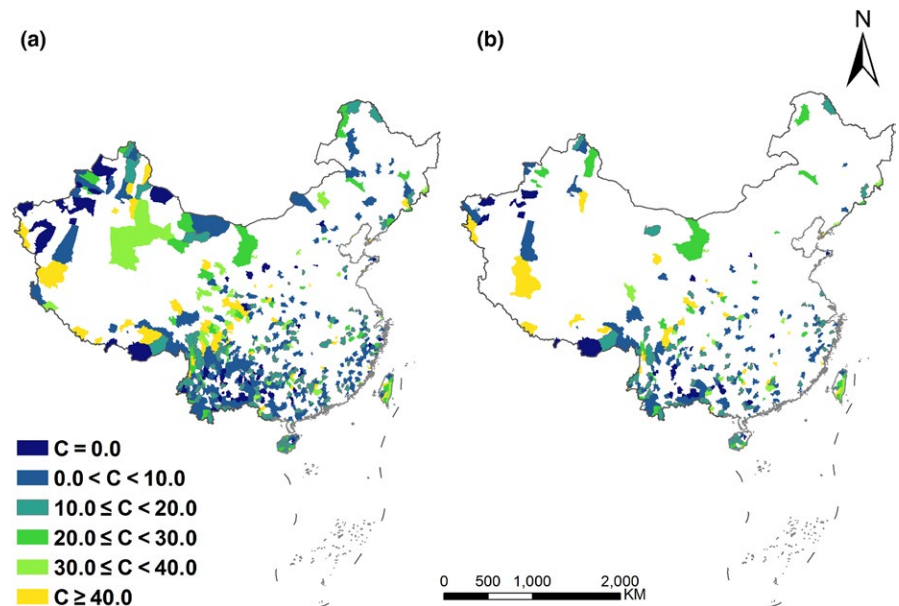 (a)
(b)
N
C = 0.0
0.0 < C < 10.0
10.0 ≤ C < 20.0
20.0 ≤ C < 30.0
30.0 ≤ C < 40.0
C ≥ 40.0
0 500 1,000 2,000
KM